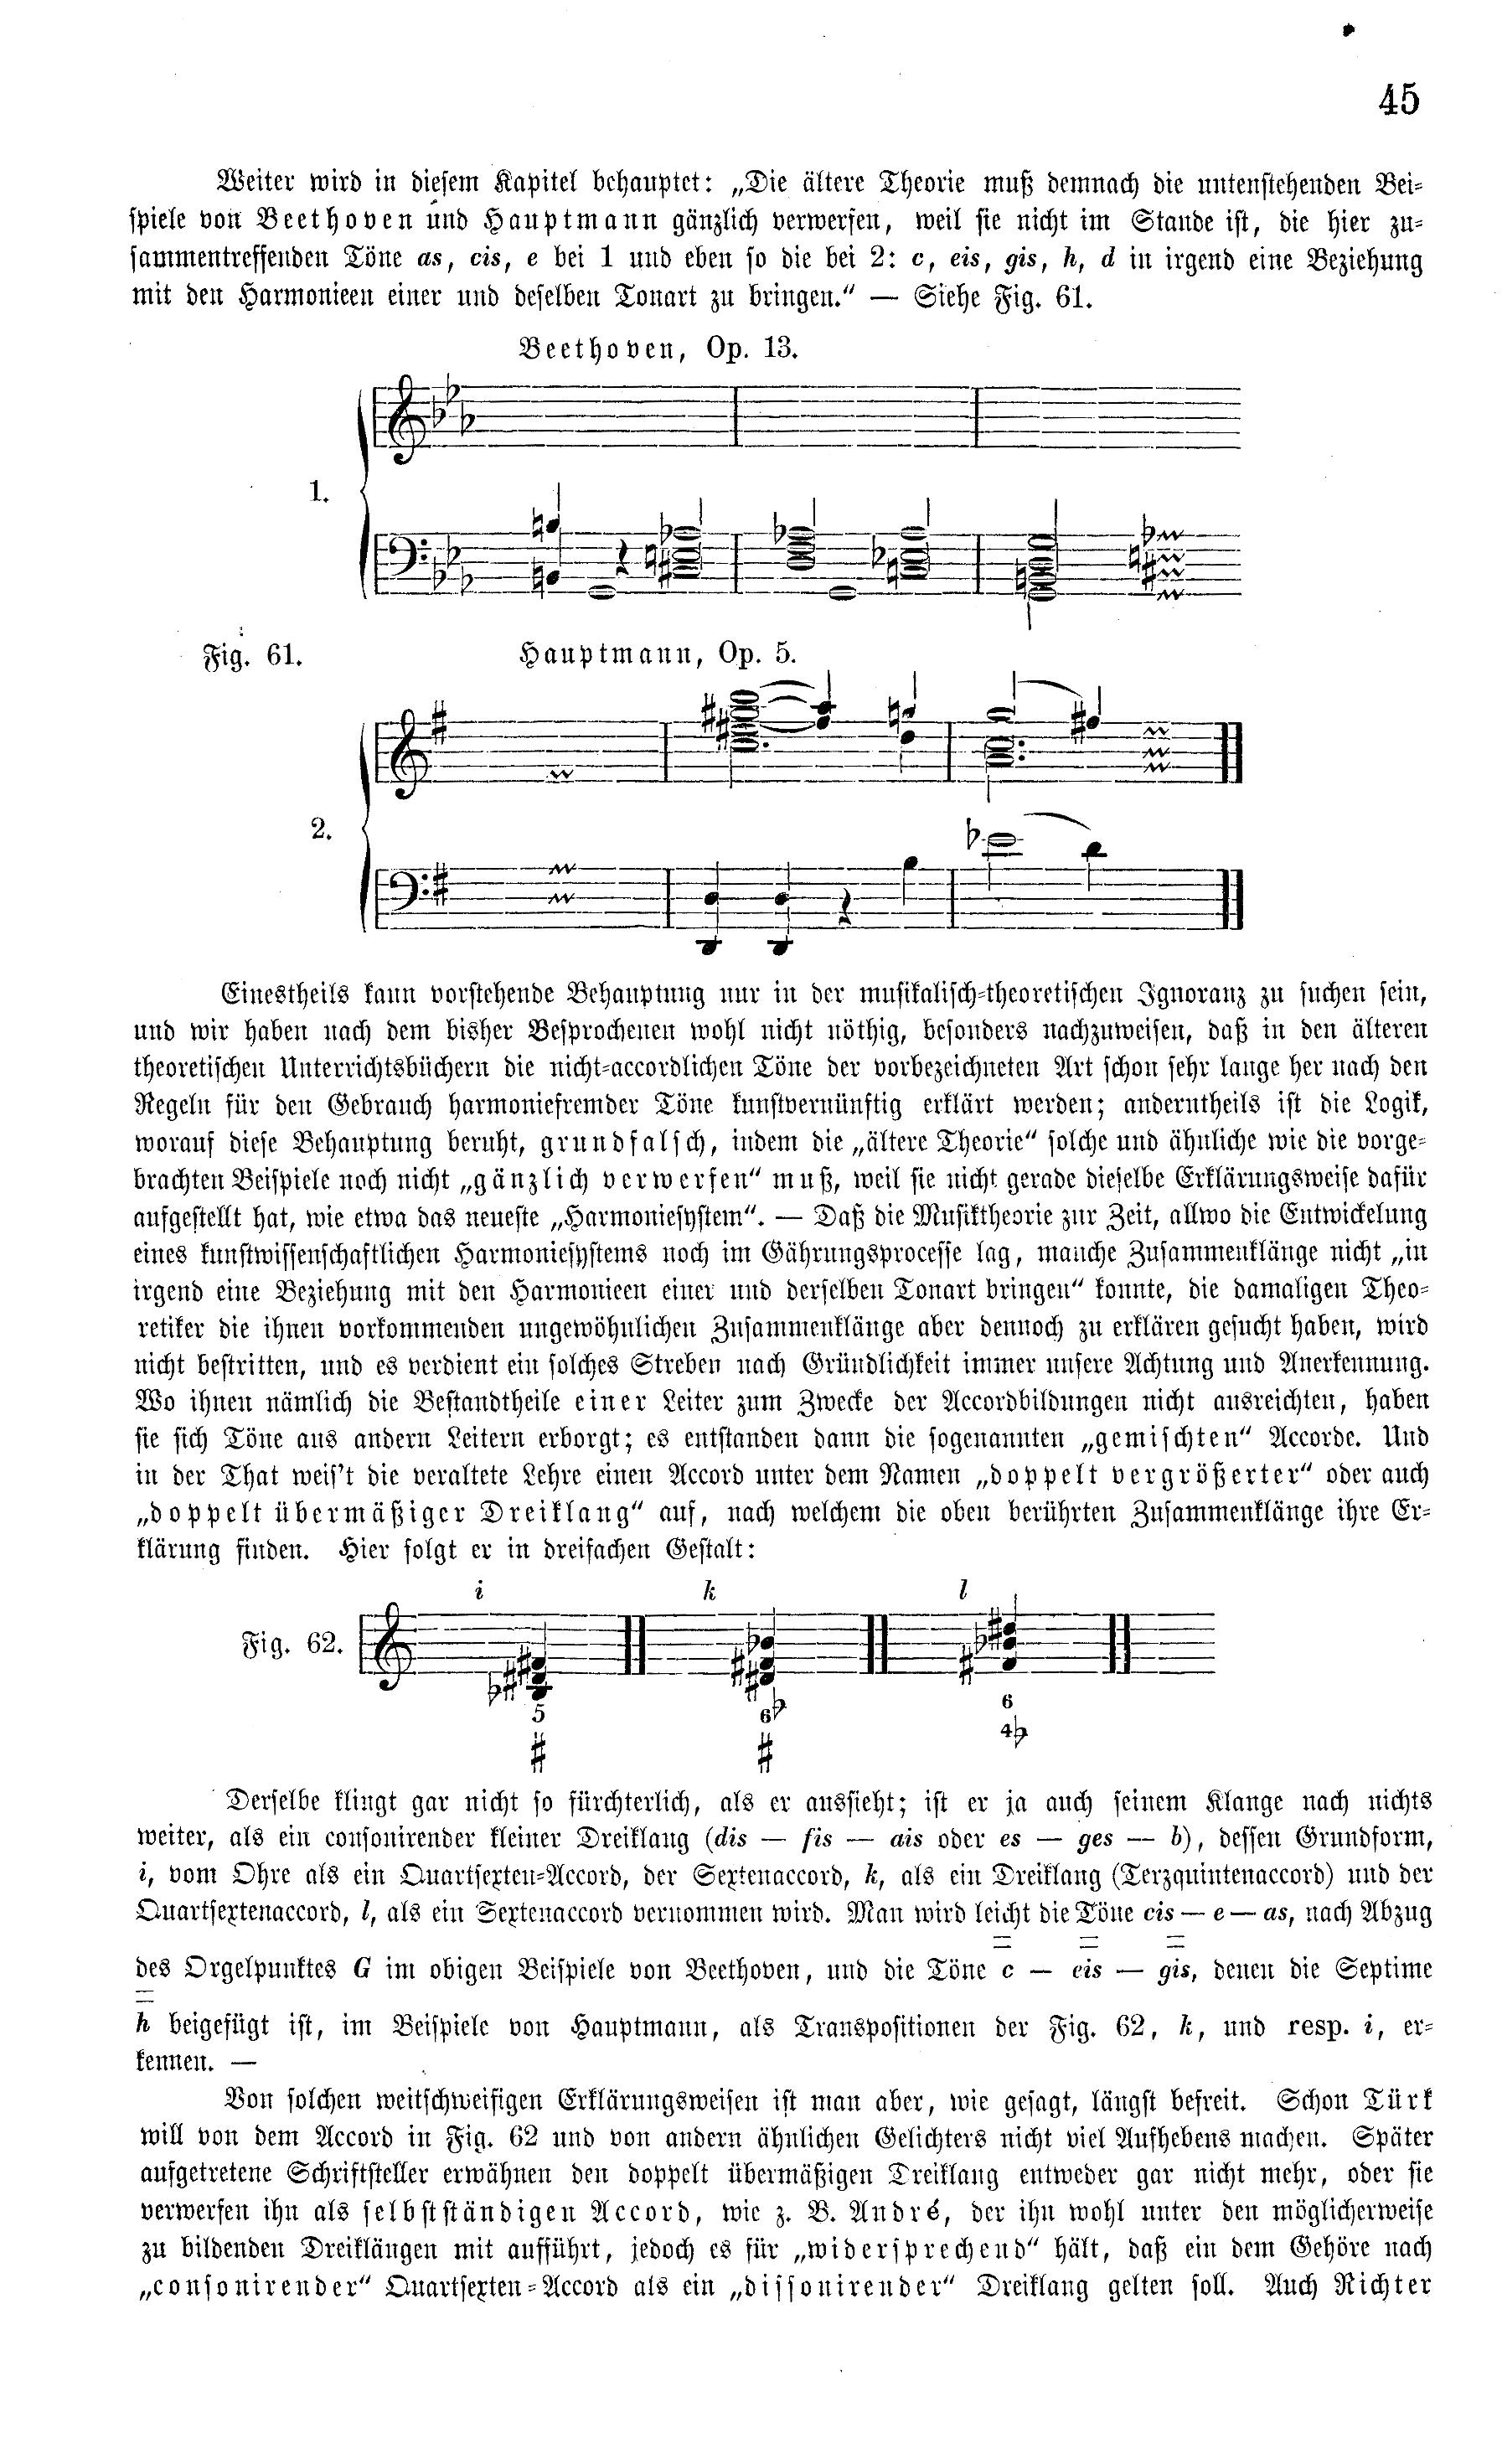 45
Weiter wird in diesem Kapitel behauptet: „Die ältere Theorie muß demnach die untenstehenden Bei-
spiele von Beethoven und Hauptmann gänzlich verwerfen, weil sie nicht im Stande ist, die hier zu-
sammentreffenden Töne as, cis, e bei 1 und eben so die bei 2: c, eis, gis, h, d in irgend eine Beziehung
mit den Harmonieen einer und deselben Tonart zu bringen.“ — Siehe Fig. 61.
Beethoven, Op. 13.
1.
Fig. 61.
Hauptmann, Op. 5.
2.
Einestheils kann vorstehende Behauptung nur in der musikalisch-theoretischen Ignoranz zu suchen sein,
und wir haben nach dem bisher Besprochenen wohl nicht nöthig, besonders nachzuweisen, daß in den älteren
theoretischen Unterrichtsbüchern die nicht-accordlichen Töne der vorbezeichneten Art schon sehr lange her nach den
Regeln für den Gebrauch harmoniefremder Töne kunstvernünftig erklärt werden; anderntheils ist die Logik,
worauf diese Behauptung beruht, grundfalsch, indem die „ältere Theorie“ solche und ähnliche wie die vorge-
brachten Beispiele noch nicht „gänzlich verwerfen“ muß, weil sie nicht gerade dieselbe Erklärungsweise dafür
aufgestellt hat, wie etwa das neueste „Harmoniesystem“. — Daß die Musiktheorie zur Zeit, allwo die Entwickelung
eines kunstwissenschaftlichen Harmoniesystems noch im Gährungsprocesse lag, manche Zusammenklänge nicht „in
irgend eine Beziehung mit den Harmonieen einer und derselben Tonart bringen“ konnte, die damaligen Theo-
retiker die ihnen vorkommenden ungewöhnlichen Zusammenklänge aber dennoch zu erklären gesucht haben, wird
nicht bestritten, und es verdient ein solches Streben nach Gründlichkeit immer unsere Achtung und Anerkennung.
Wo ihnen nämlich die Bestandtheile einer Leiter zum Zwecke der Accordbildungen nicht ausreichten, haben
sie sich Töne aus andern Leitern erborgt; es entstanden dann die sogenannten „gemischten“ Accorde. Und
in der That weis't die veraltete Lehre einen Accord unter dem Namen „doppelt vergrößerter“ oder auch
„doppelt übermäßiger Dreiklang“ auf, nach welchem die oben berührten Zusammenklänge ihre Er-
klärung finden. Hier folgt er in dreifachen Gestalt:
i k l
Fig. 62.
5 6♭ 6
♯ ♯ 4♭
Derselbe klingt gar nicht so fürchterlich, als er aussieht; ist er ja auch seinem Klange nach nichts
weiter, als ein consonirender kleiner Dreiklang (dis — fis — ais oder es — ges — b), dessen Grundform,
i, vom Ohre als ein Quartsexten-Accord, der Sextenaccord, k, als ein Dreiklang (Terzquintenaccord) und der
Quartsextenaccord, l, als ein Sextenaccord vernommen wird. Man wird leicht die Töne cis — e — as, nach Abzug
des Orgelpunktes G im obigen Beispiele von Beethoven, und die Töne c — eis — gis, denen die Septime
h beigefügt ist, im Beispiele von Hauptmann, als Transpositionen der Fig. 62, k, und resp. i, er-
kennen. —
Von solchen weitschweifigen Erklärungsweisen ist man aber, wie gesagt, längst befreit. Schon Türk
will von dem Accord in Fig. 62 und von andern ähnlichen Gelichters nicht viel Aufhebens machen. Später
aufgetretene Schriftsteller erwähnen den doppelt übermäßigen Dreiklang entweder gar nicht mehr, oder sie
verwerfen ihn als selbstständigen Accord, wie z. B. André, der ihn wohl unter den möglicherweise
zu bildenden Dreiklängen mit aufführt, jedoch es für „widersprechend“ hält, daß ein dem Gehöre nach
„consonirender“ Quartsexten-Accord als ein „dissonirender“ Dreiklang gelten soll. Auch Richter